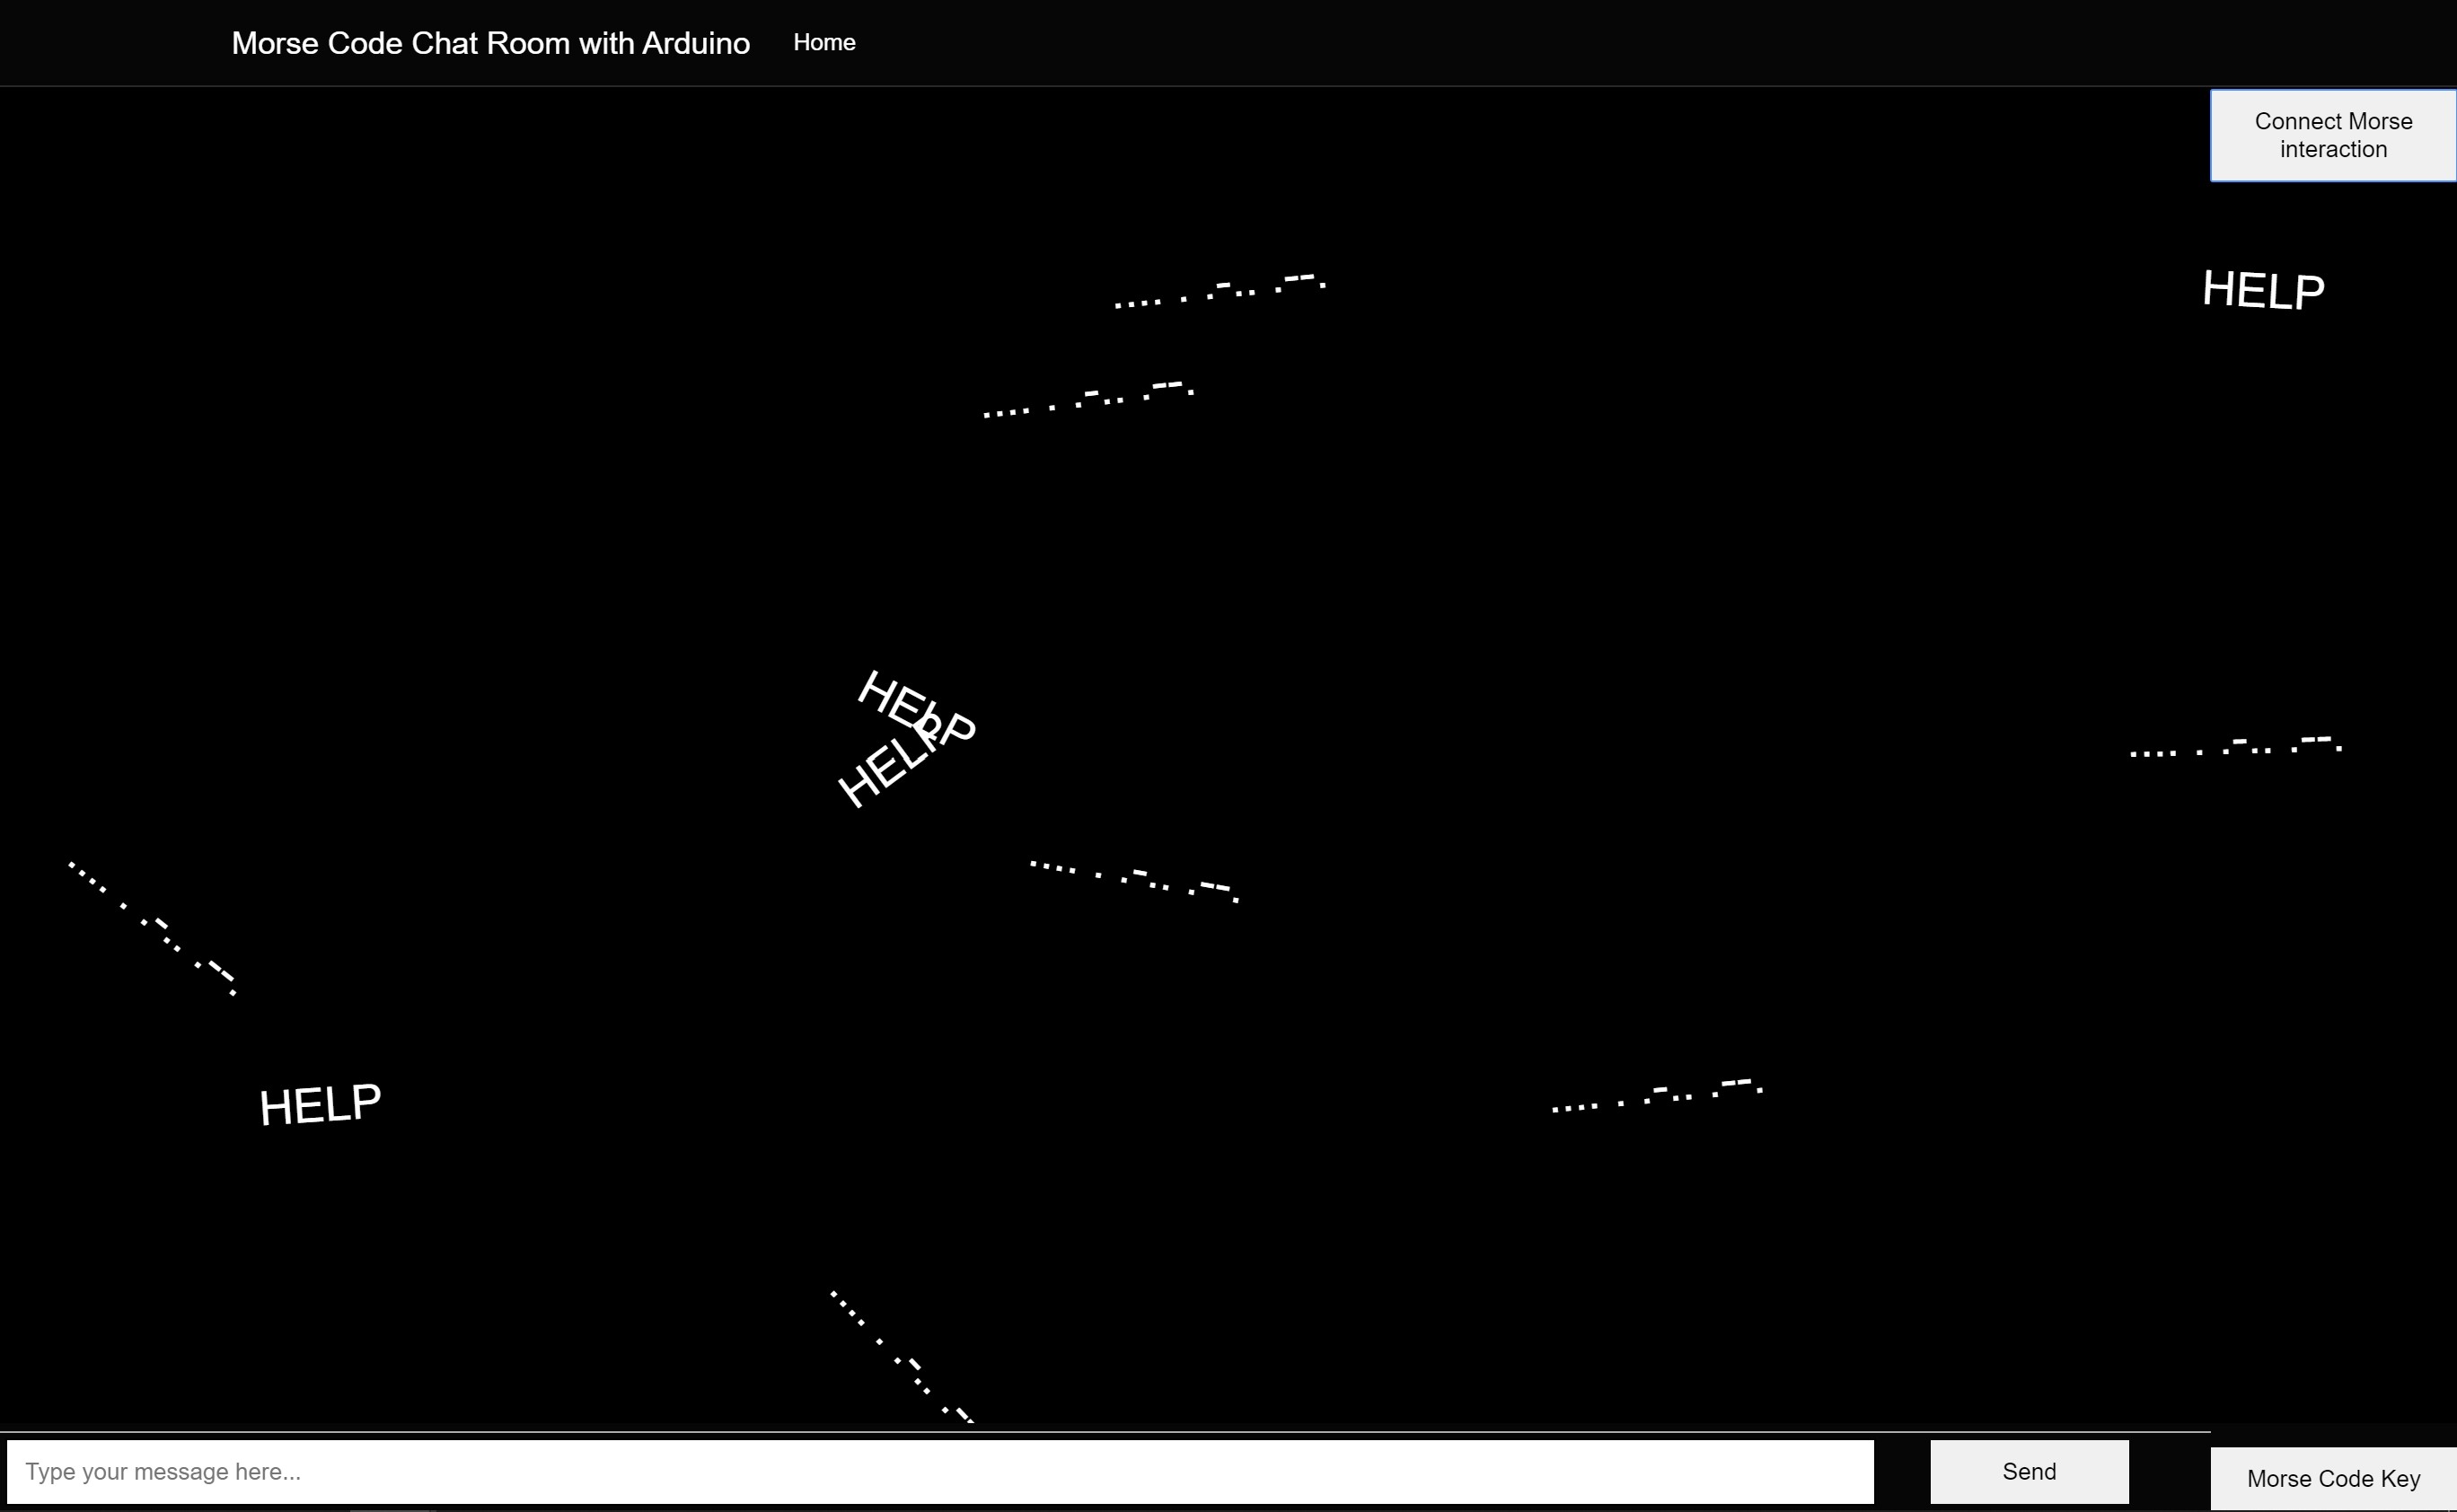 Morse Code Chat Room with Arduino Home
Connect Morse
interaction
.... . .-.. .--.
HELP
.... . .-.. .--.
HELP
HELP
.... . .-.. .--.
.... . .-.. .--.
.... . .-.. .--.
HELP
.... . .-.. .--.
.... . .-.. .-
Type your message here...
Send
Morse Code Key